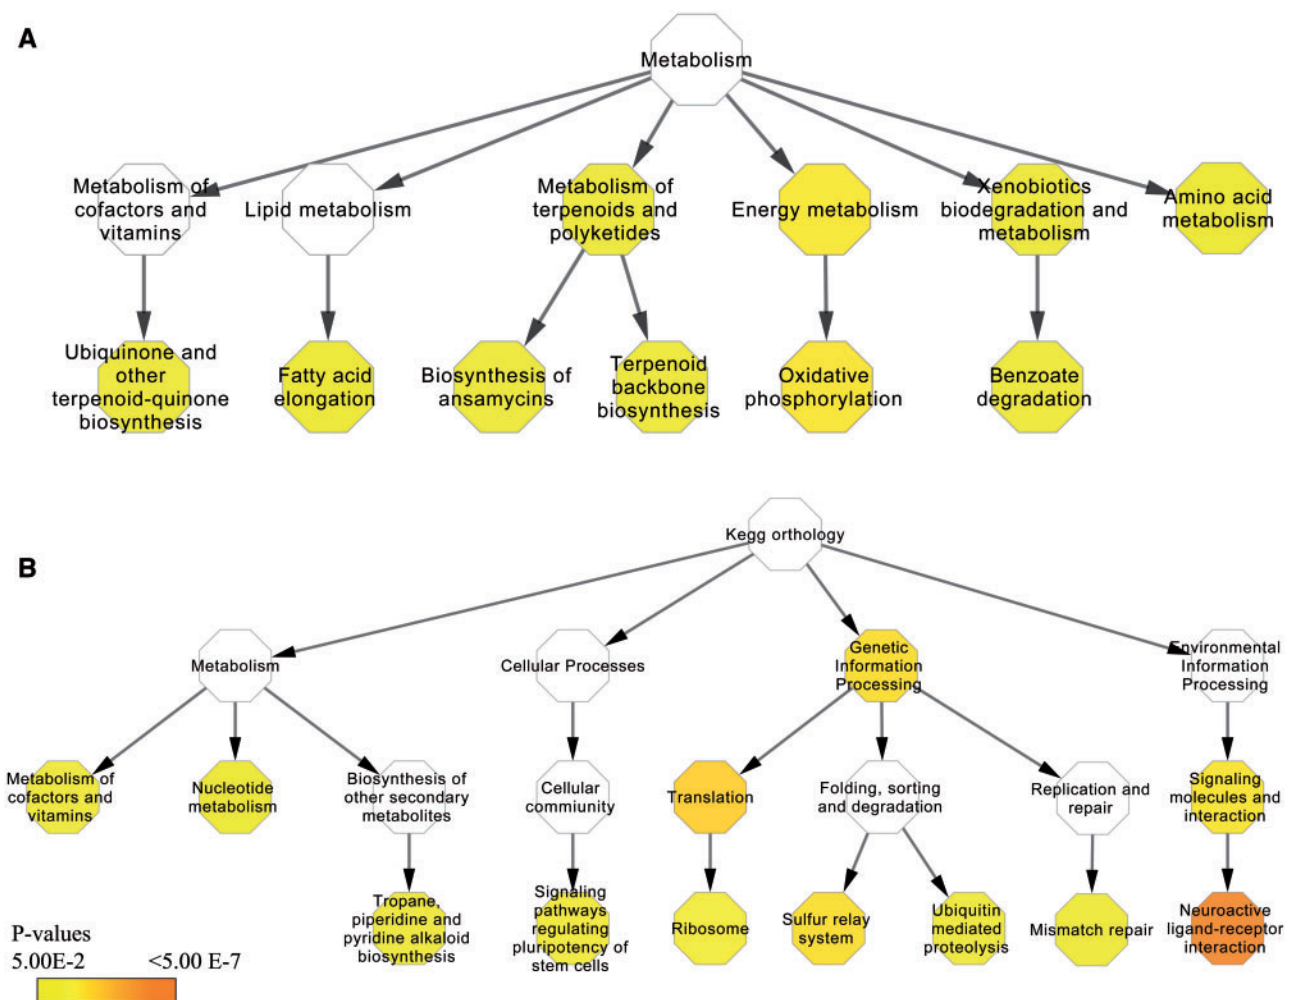 A
Metabolism
Metabolism of
cofactors and
vitamins
Lipid metabolism
Metabolism of
terpenoids and
polyketides
Energy metabolism
Xenobiotics
biodegradation and
metabolism
Amino acid
metabolism
Ubiquinone and
other
terpenoid-quinone
biosynthesis
Fatty acid
elongation
Biosynthesis of
ansamycins
Terpenoid
backbone
biosynthesis
Oxidative
phosphorylation
Benzoate
degradation
B
Kegg orthology
Metabolism
Cellular Processes
Genetic
Information
Processing
Environmental
Information
Processing
Metabolism of
cofactors and
vitamins
Nucleotide
metabolism
Biosynthesis of
other secondary
metabolites
Cellular
commiunity
Translation
Folding, sorting
and degradation
Replication and
repair
Signaling
molecules and
interaction
Tropane,
piperidine and
pyridine alkaloid
biosynthesis
Signaling
pathways
regulating
pluripotency of
stem cells
Ribosome
Sulfur relay
system
Ubiquitin
mediated
proteolysis
Mismatch repair
Neuroactive
ligand-receptor
interaction
P-values
5.00E-2 <5.00 E-7